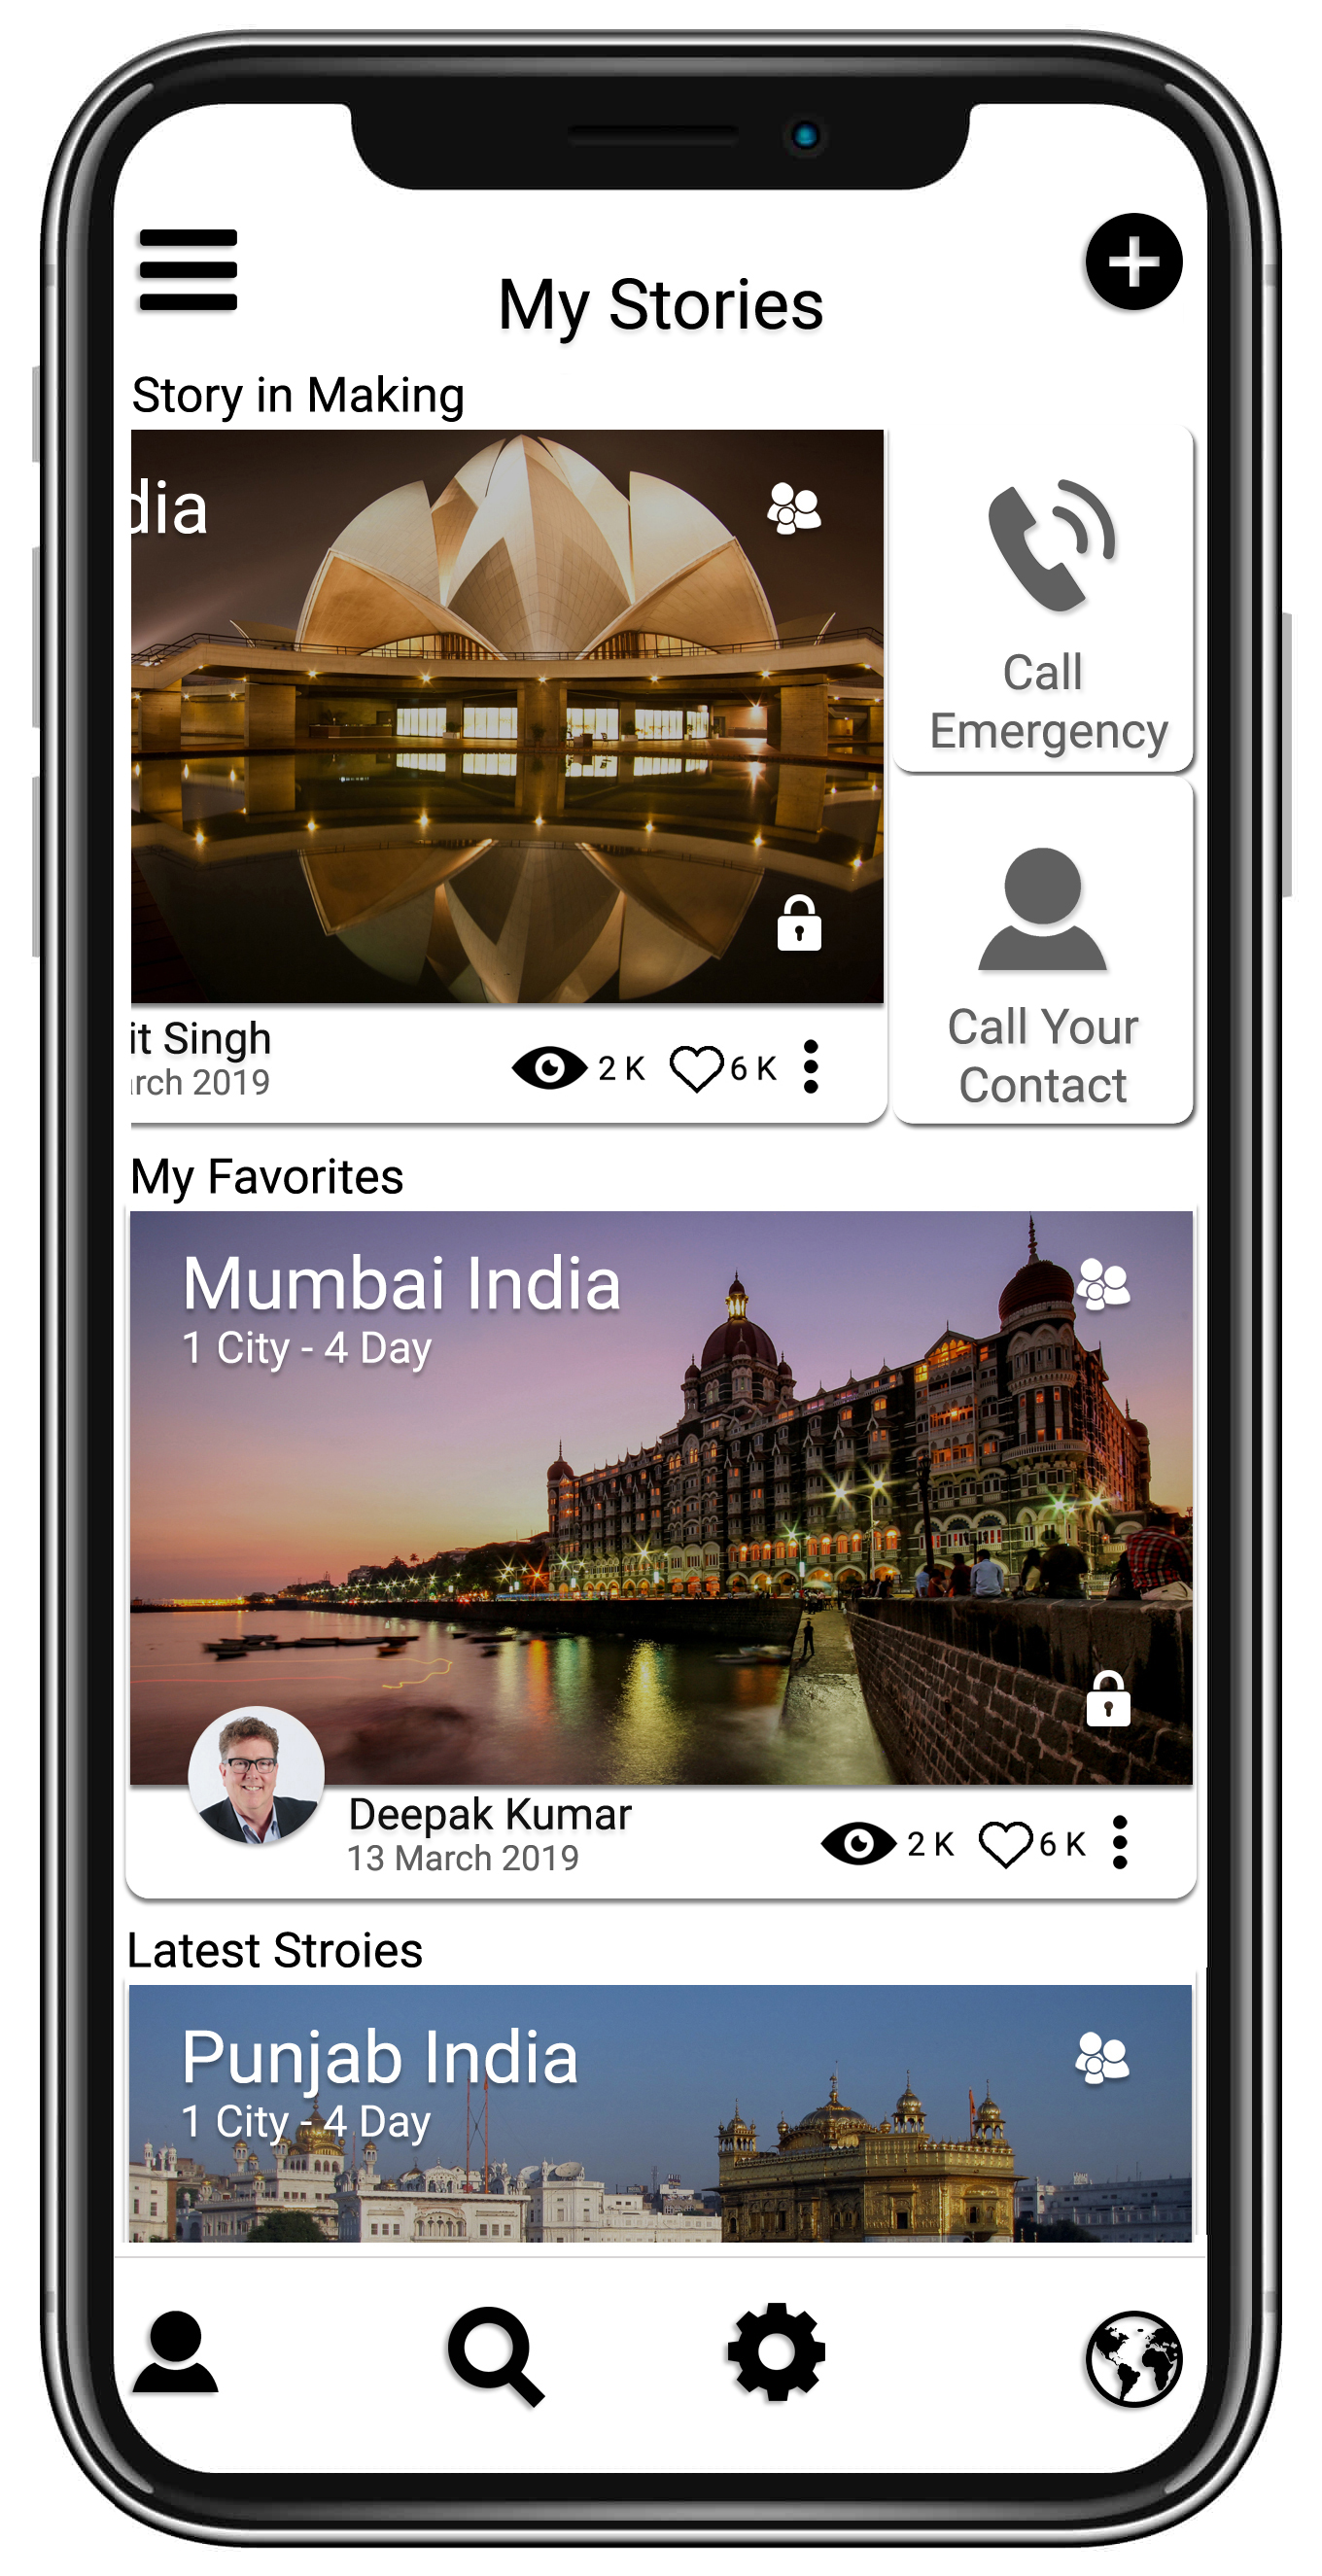 My Stories
Story in Making
dia
Call
Emergency
Call Your
Contact
it Singh
rch 2019
2 K
6 K
My Favorites
Mumbai India
1 City - 4 Day
Deepak Kumar
13 March 2019
2 K
6 K
Latest Stroies
Punjab India
1 City - 4 Day